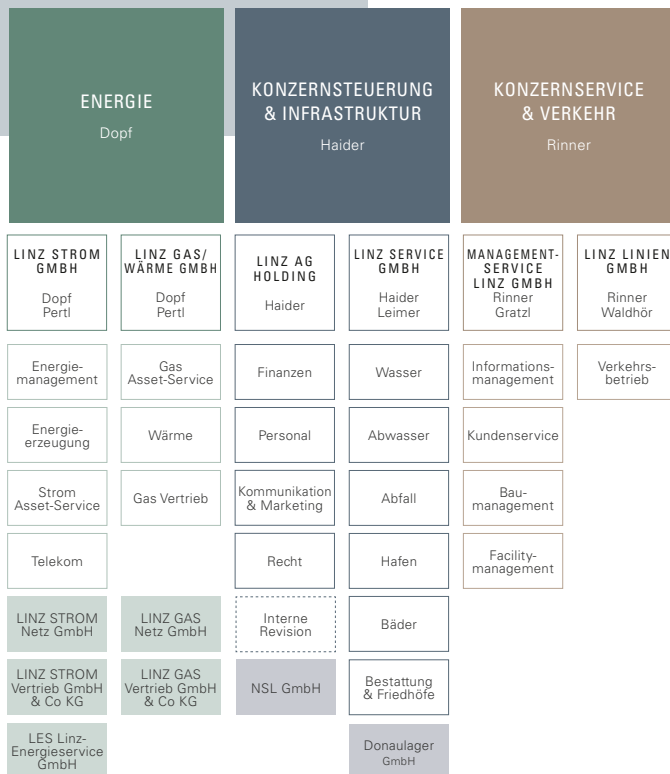 ENERGIE
Dopf
KONZERNSTEUERUNG
& INFRASTRUKTUR
Haider
KONZERNSERVICE
& VERKEHR
Rinner
LINZ STROM
GMBH
Dopf
Pertl
LINZ GAS/
WÄRME GMBH
Dopf
Pertl
LINZ AG
HOLDING
Haider
LINZ SERVICE
GMBH
Haider
Leimer
MANAGEMENT-
SERVICE
LINZ GMBH
Rinner
Gratzl
LINZ LINIEN
GMBH
Rinner
Waldhör
Energie-
management
Gas
Asset-Service
Finanzen
Wasser
Informations-
management
Verkehrs-
betrieb
Energie-
erzeugung
Wärme
Personal
Abwasser
Kundenservice
Strom
Asset-Service
Gas Vertrieb
Kommunikation
& Marketing
Abfall
Bau-
management
Telekom
Recht
Hafen
Facility-
management
LINZ STROM
Netz GmbH
LINZ GAS
Netz GmbH
Interne
Revision
Bäder
LINZ STROM
Vertrieb GmbH
& Co KG
LINZ GAS
Vertrieb GmbH
& Co KG
NSL GmbH
Bestattung
& Friedhöfe
LES Linz-
Energieservice
GmbH
Donaulager
GmbH